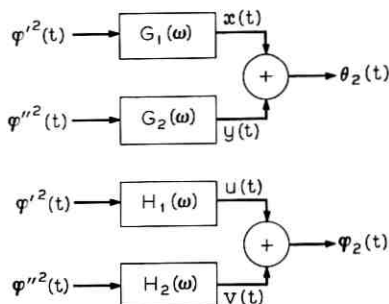 φ'²(t) G₁(ω) x(t)
+ θ₂(t)
φ''²(t) G₂(ω) y(t)
φ'²(t) H₁(ω) u(t)
+ φ₂(t)
φ''²(t) H₂(ω) v(t)